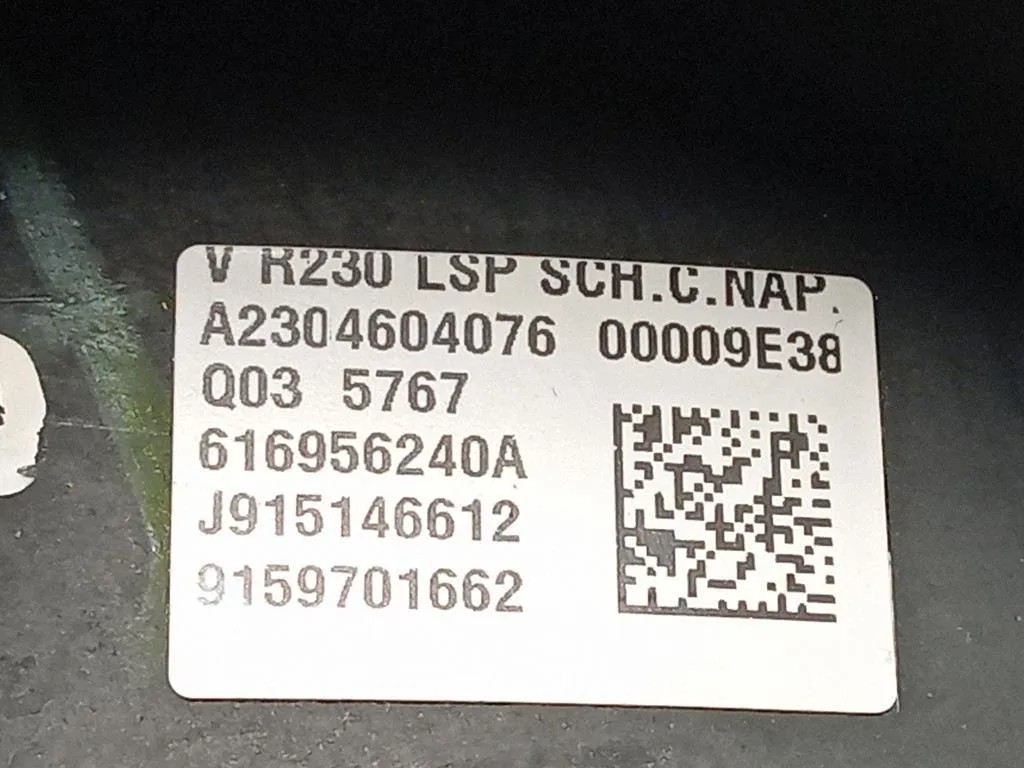 V R230 LSP SCH.C.NAP.
A2304604076 00009E38
Q03 5767
616956240A
J915146612
9159701662